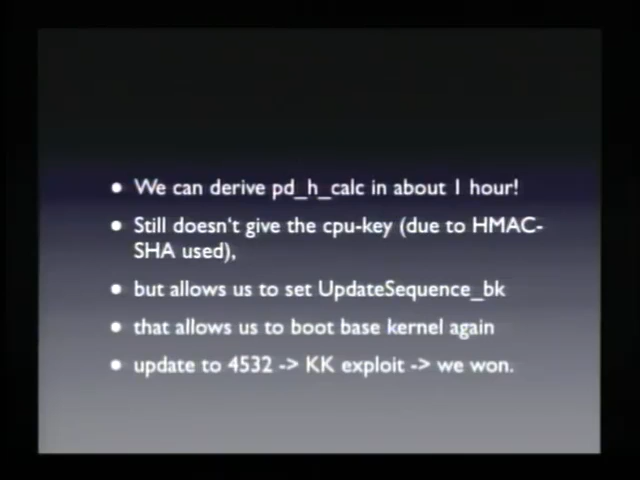 • We can derive pd_h_calc in about 1 hour!
• Still doesn't give the cpu-key (due to HMAC-
SHA used),
• but allows us to set UpdateSequence_bk
• that allows us to boot base kernel again
• update to 4532 -> KK exploit -> we won.